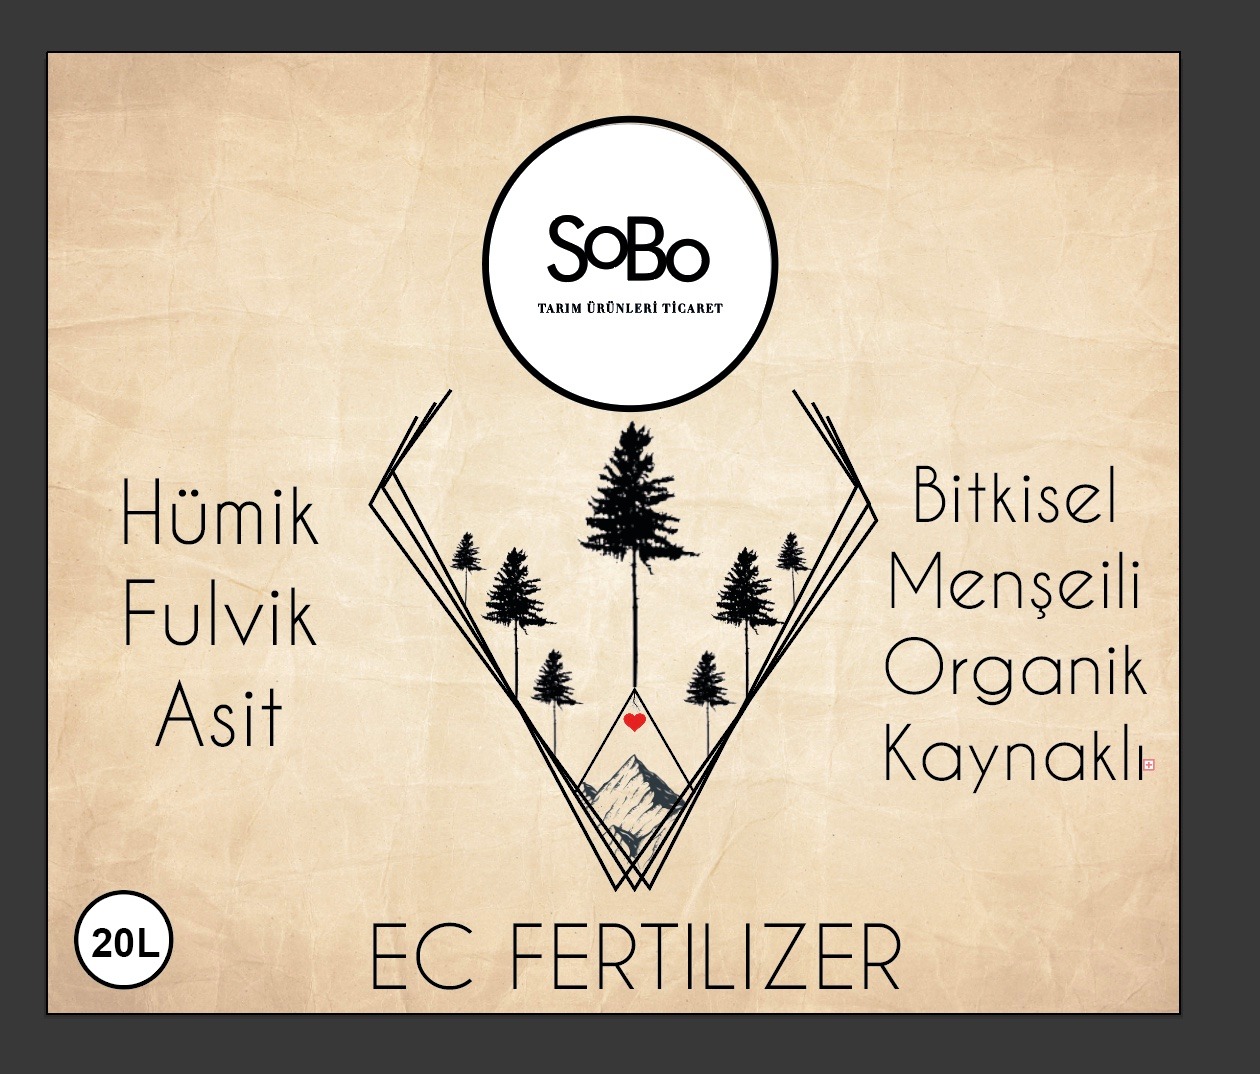 SoBo
TARIM ÜRÜNLERİ TİCARET
Hümik
Fulvik
Asit
Bitkisel
Menşeili
Organik
Kaynaklı
20L
EC FERTILIZER